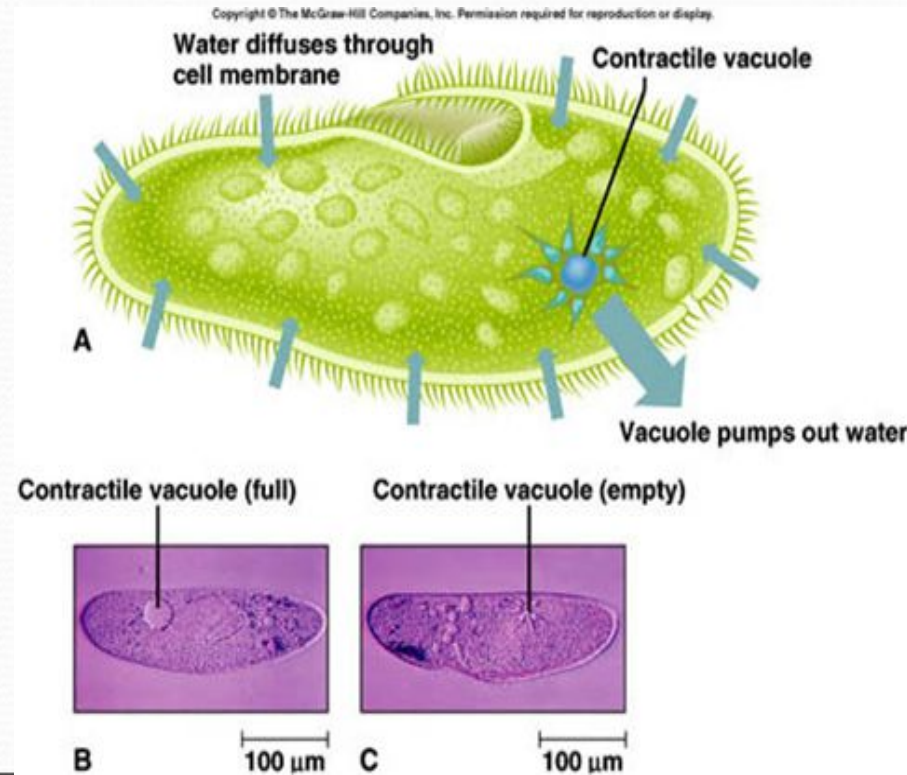 Copyright © The McGraw-Hill Companies, Inc. Permission required for reproduction or display.
Water diffuses through
cell membrane
Contractile vacuole
A
Vacuole pumps out water
Contractile vacuole (full)
Contractile vacuole (empty)
B
100 µm
C
100 µm